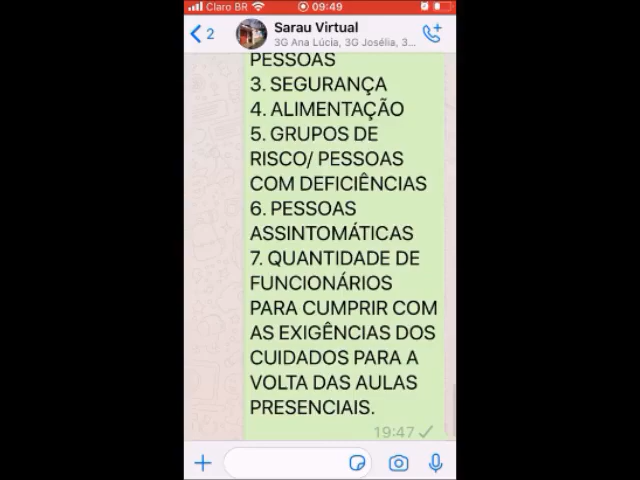 Claro BR 09:49
2 Sarau Virtual
3G Ana Lúcia, 3G Josélia, 3...
PESSOAS
3. SEGURANÇA
4. ALIMENTAÇÃO
5. GRUPOS DE
RISCO/ PESSOAS
COM DEFICIÊNCIAS
6. PESSOAS
ASSINTOMÁTICAS
7. QUANTIDADE DE
FUNCIONÁRIOS
PARA CUMPRIR COM
AS EXIGÊNCIAS DOS
CUIDADOS PARA A
VOLTA DAS AULAS
PRESENCIAIS.
19:47